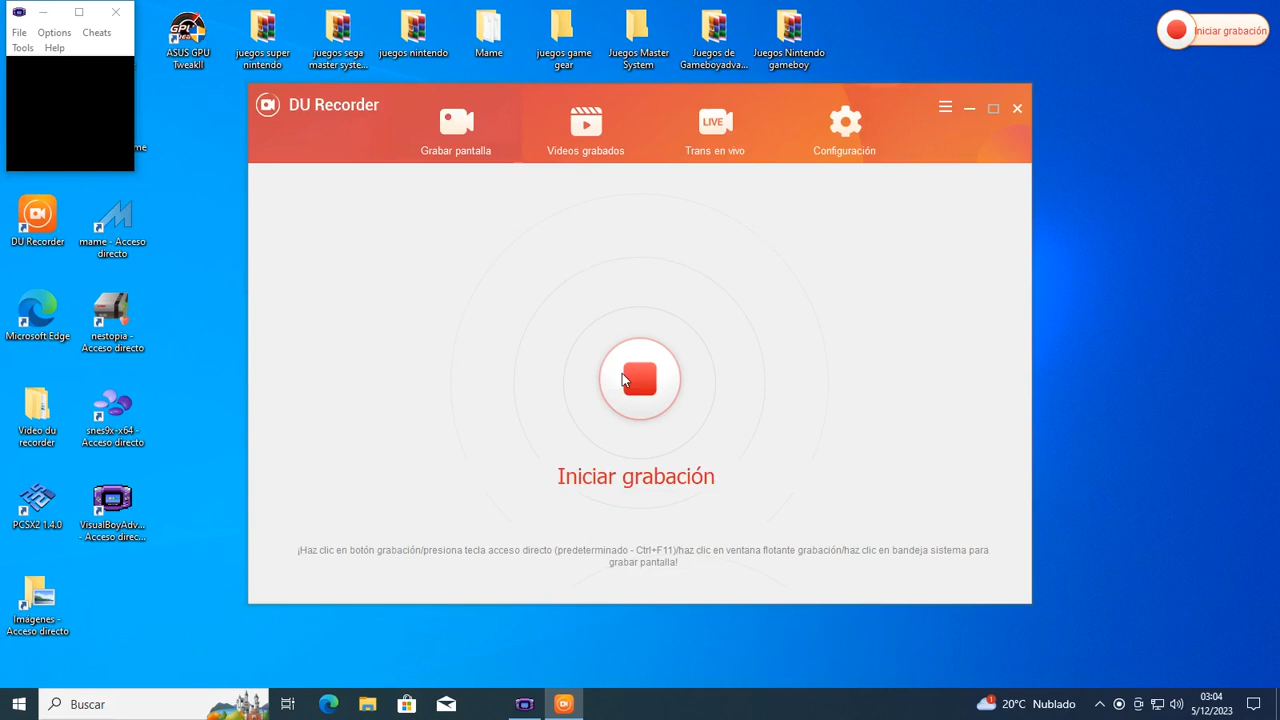 File Options Cheats
Tools Help
ASUS GPU
TweakII
juegos super
nintendo
juegos sega
master syste...
juegos nintendo
Mame
juegos game
gear
Juegos Master
System
Juegos de
Gameboyadva...
Juegos Nintendo
gameboy
Iniciar grabación
DU Recorder
Grabar pantalla
Videos grabados
LIVE
Trans en vivo
Configuración
me
DU Recorder
mame - Acceso
directo
Microsoft Edge
nestopia -
Acceso directo
Video du
recorder
snes9x-x64 -
Acceso directo
PCSX2 1.4.0
VisualBoyAdv...
- Acceso direc...
Imagenes -
Acceso directo
Iniciar grabación
¡Haz clic en botón grabación/presiona tecla acceso directo (predeterminado - Ctrl+F11)/haz clic en ventana flotante grabación/haz clic en bandeja sistema para
grabar pantalla!
Buscar
1
20°C Nublado
03:04
5/12/2023